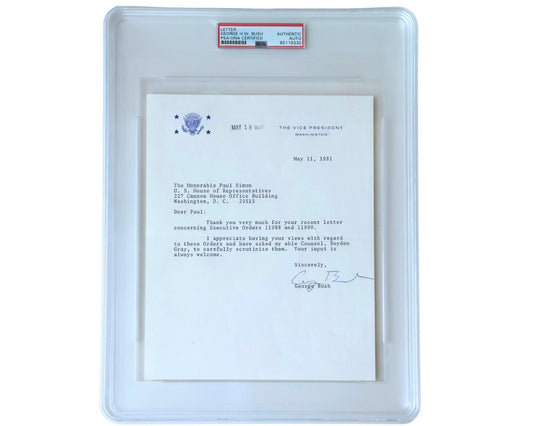 LETTER
GEORGE H.W. BUSH AUTHENTIC
PSA/DNA CERTIFIED AUTO
PSA 95119330
MAY 18
THE VICE PRESIDENT
WASHINGTON
May 11, 1981
The Honorable Paul Simon
U. S. House of Representatives
227 Cannon House Office Building
Washington, D. C. 20515
Dear Paul:
Thank you very much for your recent letter
concerning Executive Orders 11988 and 11990.
I appreciate having your views with regard
to these Orders and have asked my able Counsel, Boyden
Gray, to carefully scrutinize them. Your input is
always welcome.
Sincerely,
George Bush